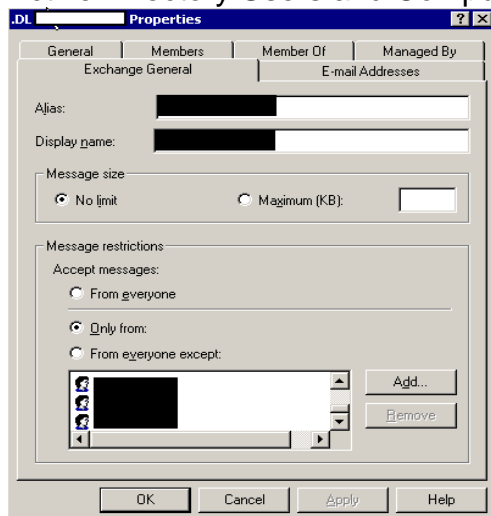 .DL Properties
General Members Member Of Managed By
Exchange General E-mail Addresses
Alias:
Display name:
Message size
No limit Maximum (KB):
Message restrictions
Accept messages:
From everyone
Only from:
From everyone except:
Add...
Remove
OK Cancel Apply Help